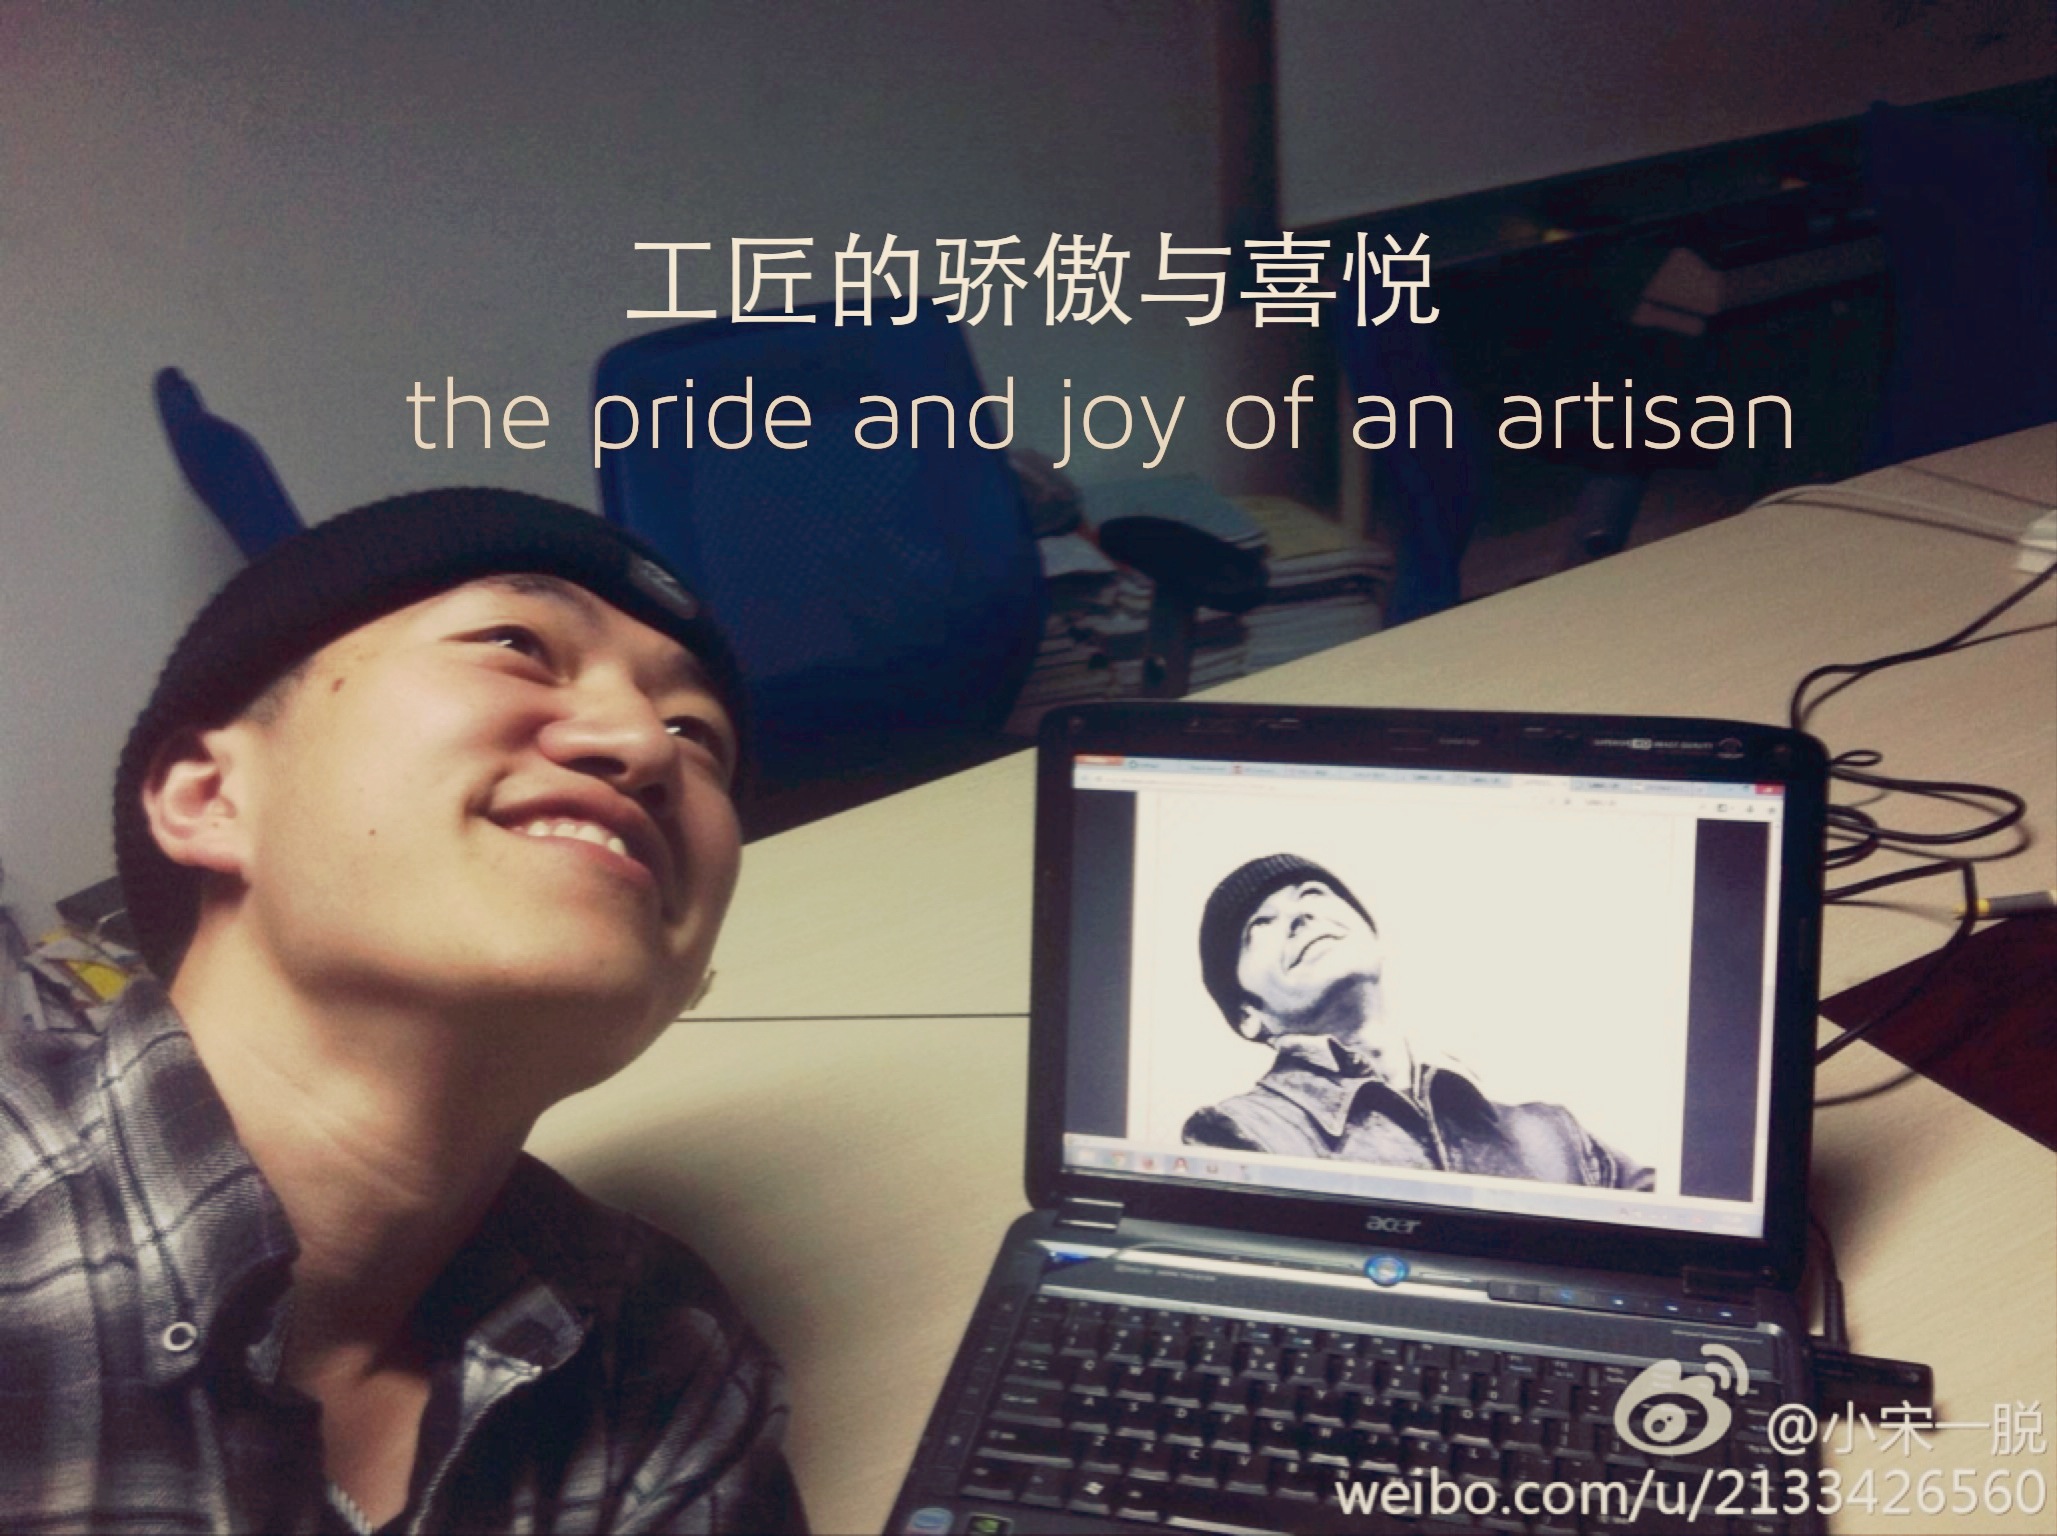 工匠的骄傲与喜悦
the pride and joy of an artisan
acer
@小宋一脱
weibo.com/u/2133426560